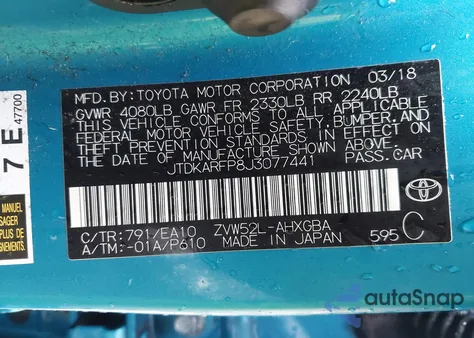 MFD.BY: TOYOTA MOTOR CORPORATION 03/18
GVWR 4080LB GAWR FR 2330LB RR 2240LB
THIS VEHICLE CONFORMS TO ALL APPLICABLE
FEDERAL MOTOR VEHICLE SAFETY, BUMPER, AND
THEFT PREVENTION STANDARDS IN EFFECT ON
THE DATE OF MANUFACTURE SHOWN ABOVE.
JTDKARFP8J3077441 PASS.CAR
C/TR: 791/EA10 ZVW52L-AHXGBA C
A/TM: -01A/P610 MADE IN JAPAN 595
TOYOTA
7 E
47700
MANUEL
autoSnap